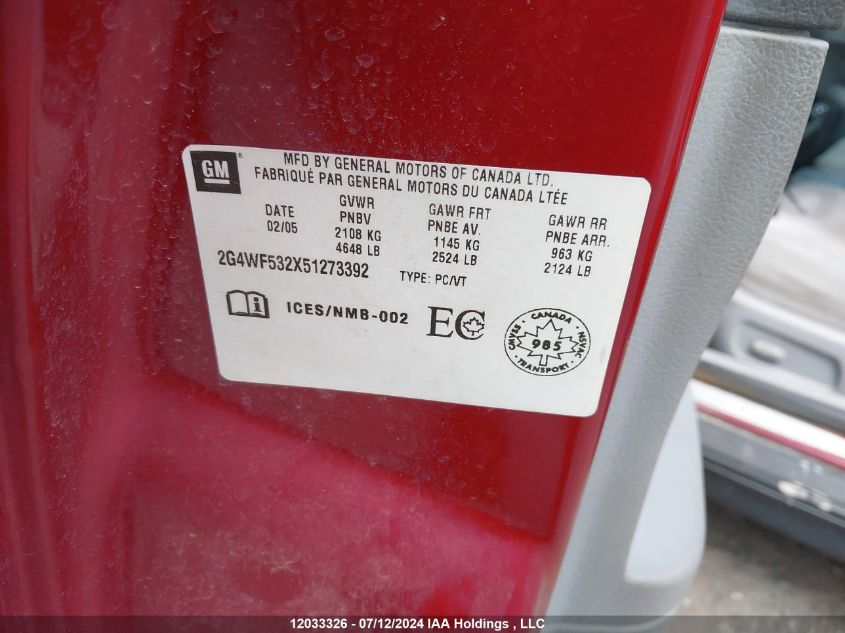 GM
MFD BY GENERAL MOTORS OF CANADA LTD.
FABRIQUÉ PAR GENERAL MOTORS DU CANADA LTÉE
DATE
02/05
GVWR
PNBV
2108 KG
4648 LB
GAWR FRT
PNBE AV.
1145 KG
2524 LB
GAWR RR
PNBE ARR.
963 KG
2124 LB
2G4WF532X51273392
TYPE: PC/VT
i ICES/NMB-002 EC
CANADA
CMVSS - NSVAC
985
TRANSPORT
12033326 - 07/12/2024 IAA Holdings , LLC